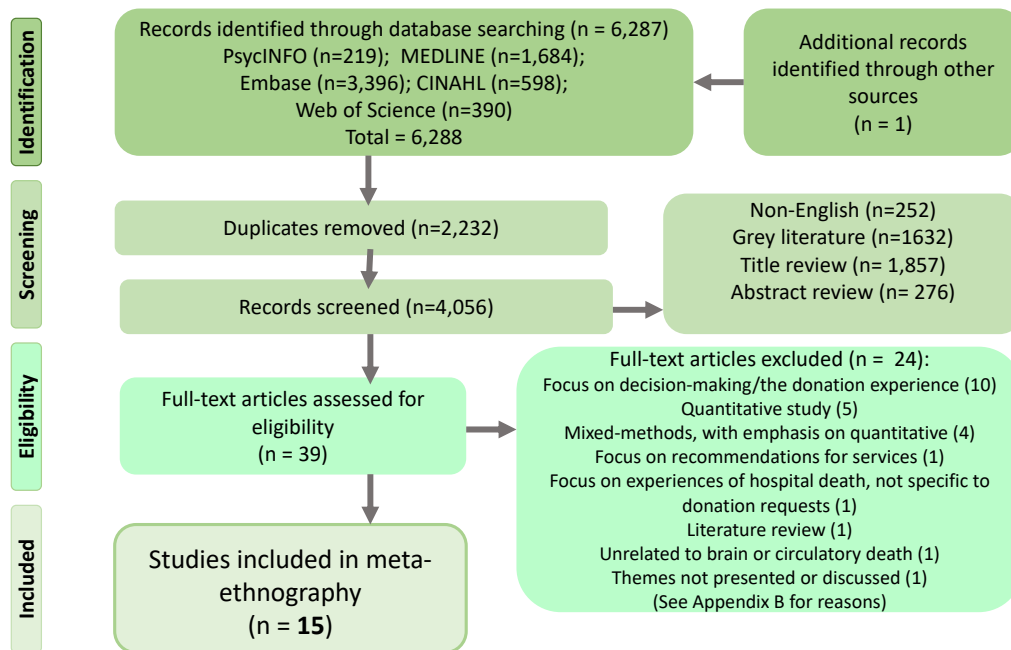 Identification
Records identified through database searching (n = 6,287)
PsycINFO (n=219); MEDLINE (n=1,684);
Embase (n=3,396); CINAHL (n=598);
Web of Science (n=390)
Total = 6,288
Additional records
identified through other
sources
(n = 1)
Screening
Duplicates removed (n=2,232)
Records screened (n=4,056)
Non-English (n=252)
Grey literature (n=1632)
Title review (n= 1,857)
Abstract review (n= 276)
Eligibility
Full-text articles assessed for
eligibility
(n = 39)
Full-text articles excluded (n = 24):
Focus on decision-making/the donation experience (10)
Quantitative study (5)
Mixed-methods, with emphasis on quantitative (4)
Focus on recommendations for services (1)
Focus on experiences of hospital death, not specific to
donation requests (1)
Literature review (1)
Unrelated to brain or circulatory death (1)
Themes not presented or discussed (1)
(See Appendix B for reasons)
Included
Studies included in meta-
ethnography
(n = 15)